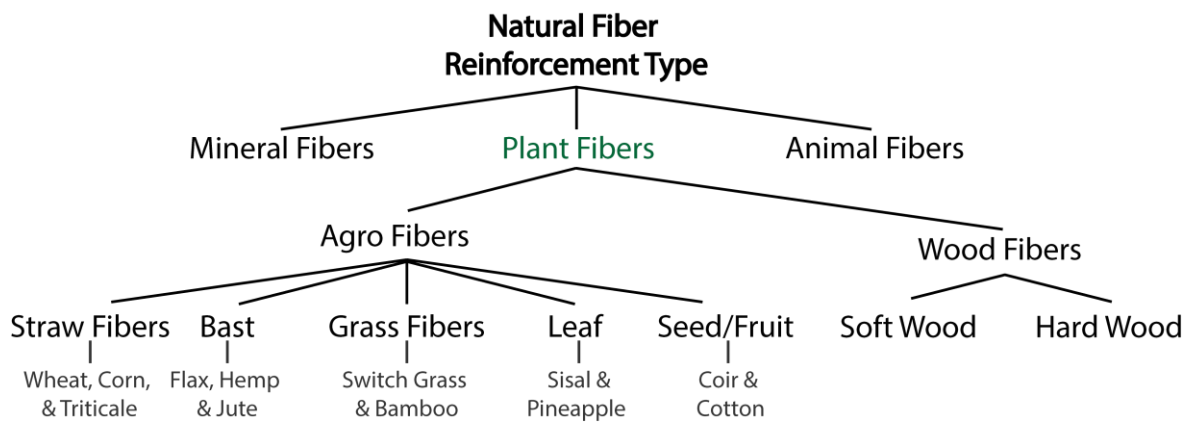 Natural Fiber
Reinforcement Type
Mineral Fibers
Plant Fibers
Animal Fibers
Agro Fibers
Wood Fibers
Straw Fibers
Bast
Grass Fibers
Leaf
Seed/Fruit
Soft Wood
Hard Wood
Wheat, Corn,
& Triticale
Flax, Hemp
& Jute
Switch Grass
& Bamboo
Sisal &
Pineapple
Coir &
Cotton